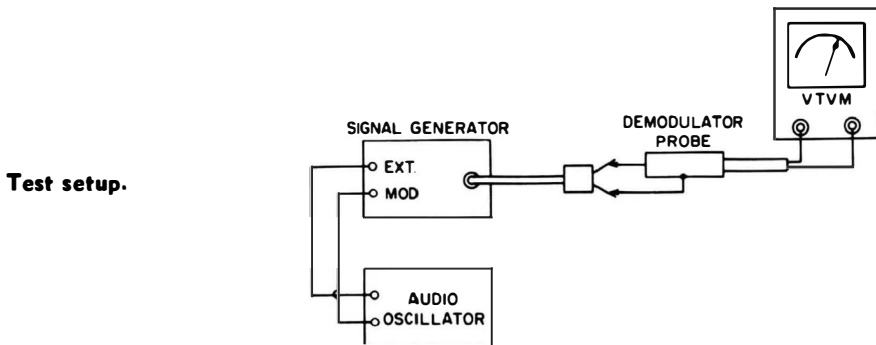 VTVM
SIGNAL GENERATOR
DEMODULATOR
PROBE
EXT.
MOD
Test setup.
AUDIO
OSCILLATOR